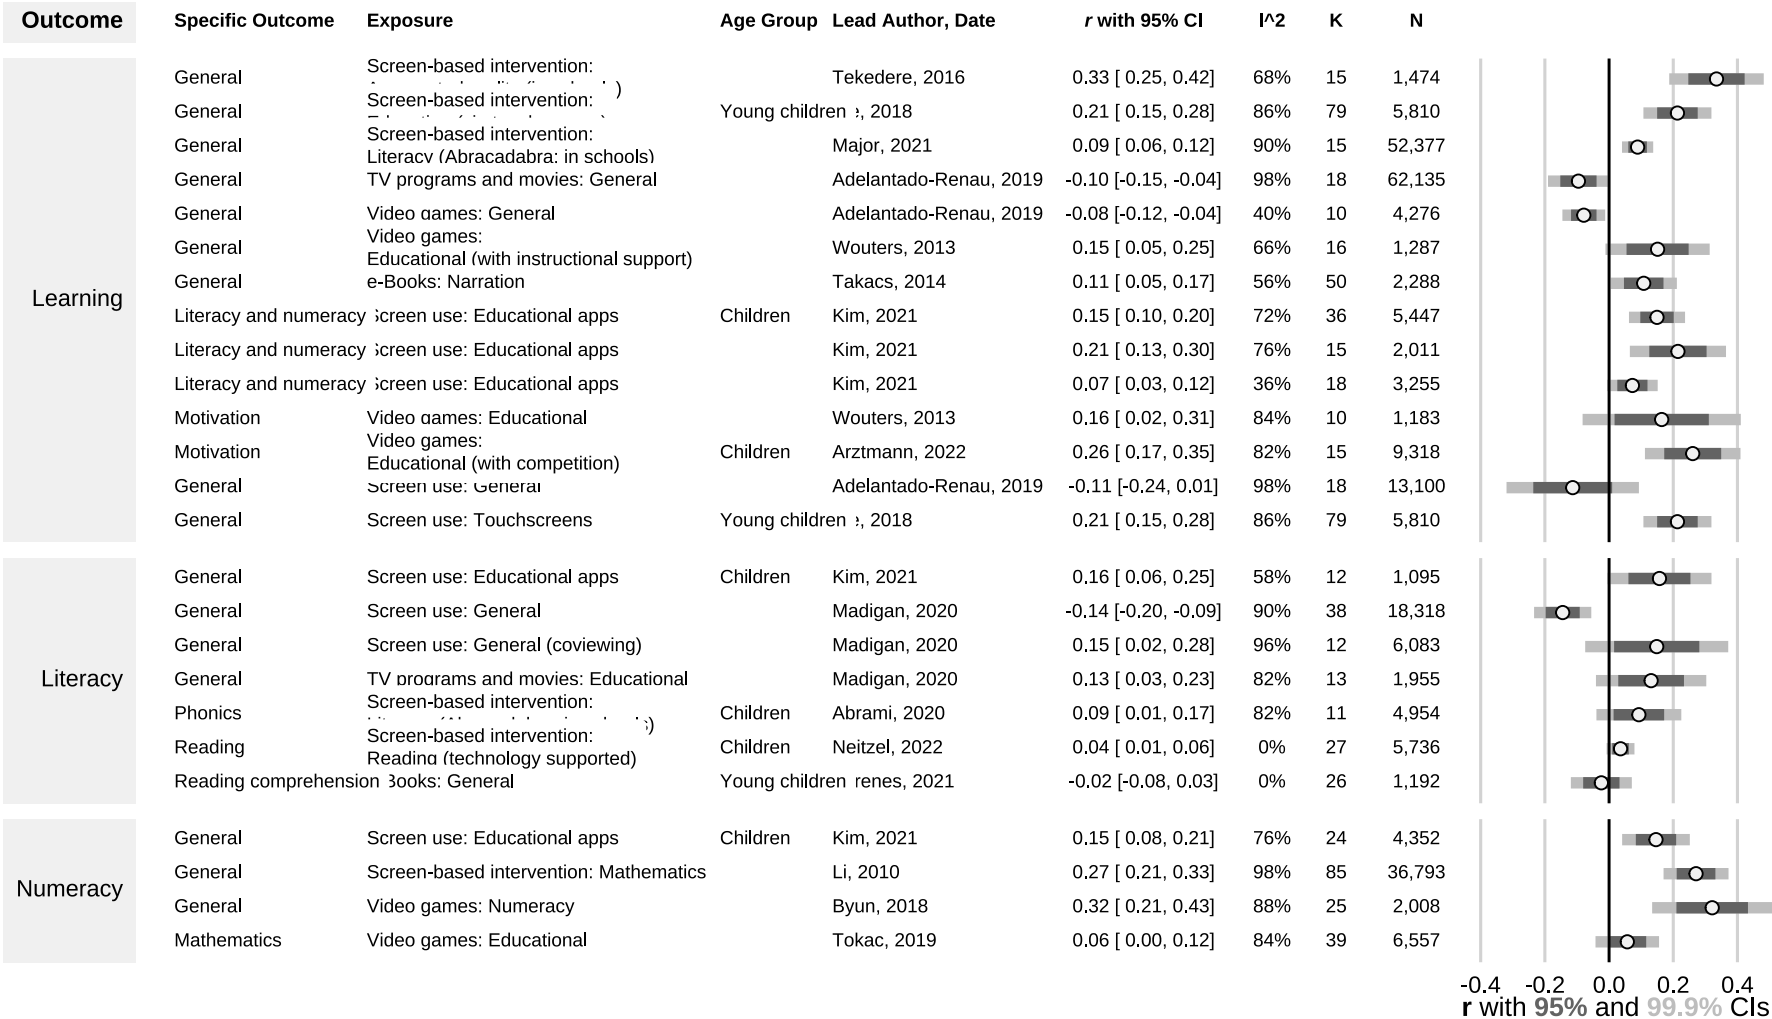 Outcome Specific Outcome Exposure Age Group Lead Author, Date r with 95% CI I^2 K N
Learning
General Screen-based intervention: Tekedere, 2016 0.33 [ 0.25, 0.42] 68% 15 1,474
General Screen-based intervention: Young children 2018 0.21 [ 0.15, 0.28] 86% 79 5,810
General Screen-based intervention:
Literacy (Abracadabra: in schools) Major, 2021 0.09 [ 0.06, 0.12] 90% 15 52,377
General TV programs and movies: General Adelantado-Renau, 2019 -0.10 [-0.15, -0.04] 98% 18 62,135
General Video games: General Adelantado-Renau, 2019 -0.08 [-0.12, -0.04] 40% 10 4,276
General Video games:
Educational (with instructional support) Wouters, 2013 0.15 [ 0.05, 0.25] 66% 16 1,287
General e-Books: Narration Takacs, 2014 0.11 [ 0.05, 0.17] 56% 50 2,288
Literacy and numeracy Screen use: Educational apps Children Kim, 2021 0.15 [ 0.10, 0.20] 72% 36 5,447
Literacy and numeracy Screen use: Educational apps Kim, 2021 0.21 [ 0.13, 0.30] 76% 15 2,011
Literacy and numeracy Screen use: Educational apps Kim, 2021 0.07 [ 0.03, 0.12] 36% 18 3,255
Motivation Video games: Educational Wouters, 2013 0.16 [ 0.02, 0.31] 84% 10 1,183
Motivation Video games:
Educational (with competition) Children Arztmann, 2022 0.26 [ 0.17, 0.35] 82% 15 9,318
General Screen use: General Adelantado-Renau, 2019 -0.11 [-0.24, 0.01] 98% 18 13,100
General Screen use: Touchscreens Young children 2018 0.21 [ 0.15, 0.28] 86% 79 5,810
Literacy
General Screen use: Educational apps Children Kim, 2021 0.16 [ 0.06, 0.25] 58% 12 1,095
General Screen use: General Madigan, 2020 -0.14 [-0.20, -0.09] 90% 38 18,318
General Screen use: General (coviewing) Madigan, 2020 0.15 [ 0.02, 0.28] 96% 12 6,083
General TV programs and movies: Educational Madigan, 2020 0.13 [ 0.03, 0.23] 82% 13 1,955
Phonics Screen-based intervention: Children Abrami, 2020 0.09 [ 0.01, 0.17] 82% 11 4,954
Reading Screen-based intervention:
Reading (technology supported) Children Neitzel, 2022 0.04 [ 0.01, 0.06] 0% 27 5,736
Reading comprehension Books: General Young children 2021 -0.02 [-0.08, 0.03] 0% 26 1,192
Numeracy
General Screen use: Educational apps Children Kim, 2021 0.15 [ 0.08, 0.21] 76% 24 4,352
General Screen-based intervention: Mathematics Li, 2010 0.27 [ 0.21, 0.33] 98% 85 36,793
General Video games: Numeracy Byun, 2018 0.32 [ 0.21, 0.43] 88% 25 2,008
Mathematics Video games: Educational Tokac, 2019 0.06 [ 0.00, 0.12] 84% 39 6,557
-0.4 -0.2 0.0 0.2 0.4
r with 95% and 99.9% CIs